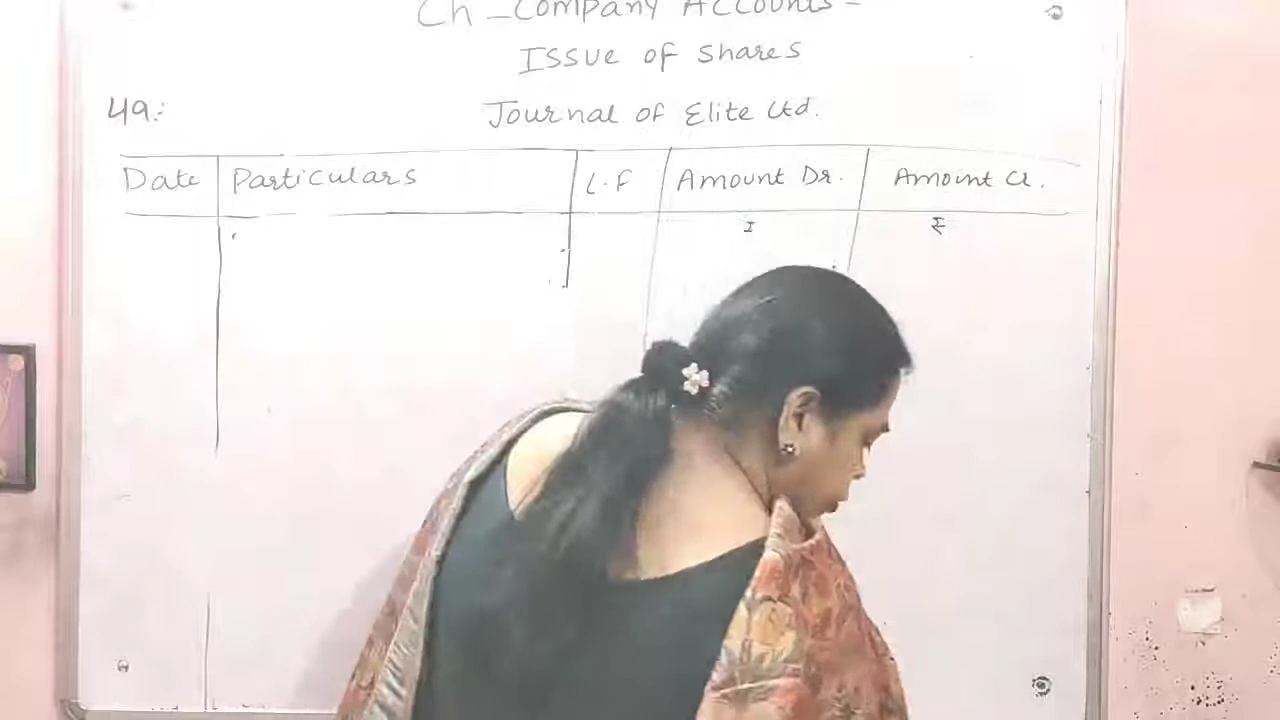 Ch - Company Accounts -
Issue of shares
49:
Journal of Elite Ltd.
Date Particulars L.F Amount Dr. Amount Cr.
₹ ₹